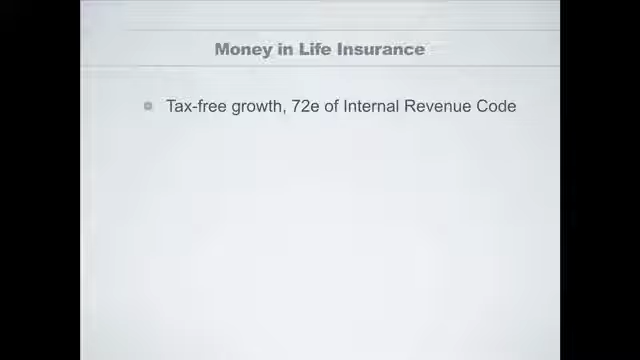 Money in Life Insurance
Tax-free growth, 72e of Internal Revenue Code